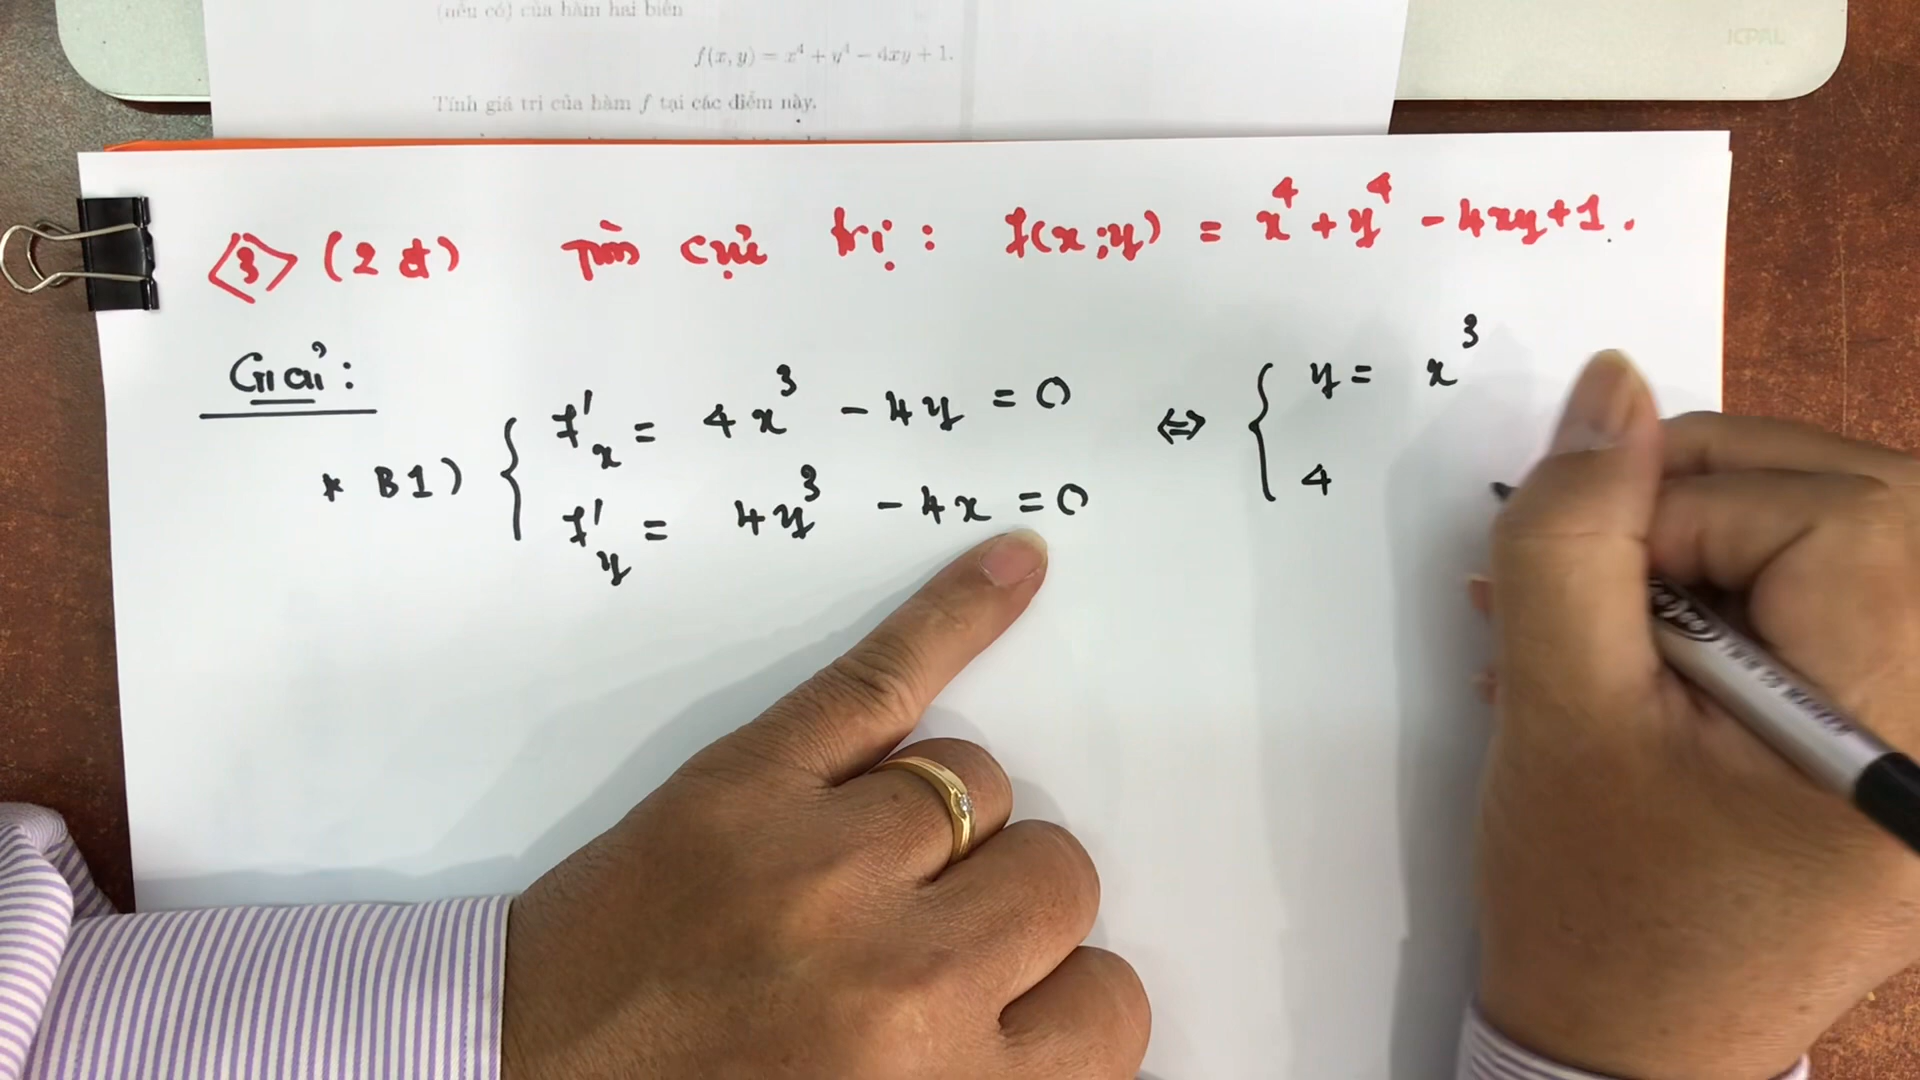 (nếu có) của hàm hai biến
f(x, y) = x⁴ + y⁴ − 4xy + 1.
Tính giá trị của hàm f tại các điểm này.
JCPAL
3 (2 đ) Tìm cực trị : f(x;y) = x⁴ + y⁴ - 4xy + 1.
Giải :
* B1) { f'x = 4x³ - 4y = 0 ⇔ { y = x³
f'y = 4y³ - 4x = 0 4